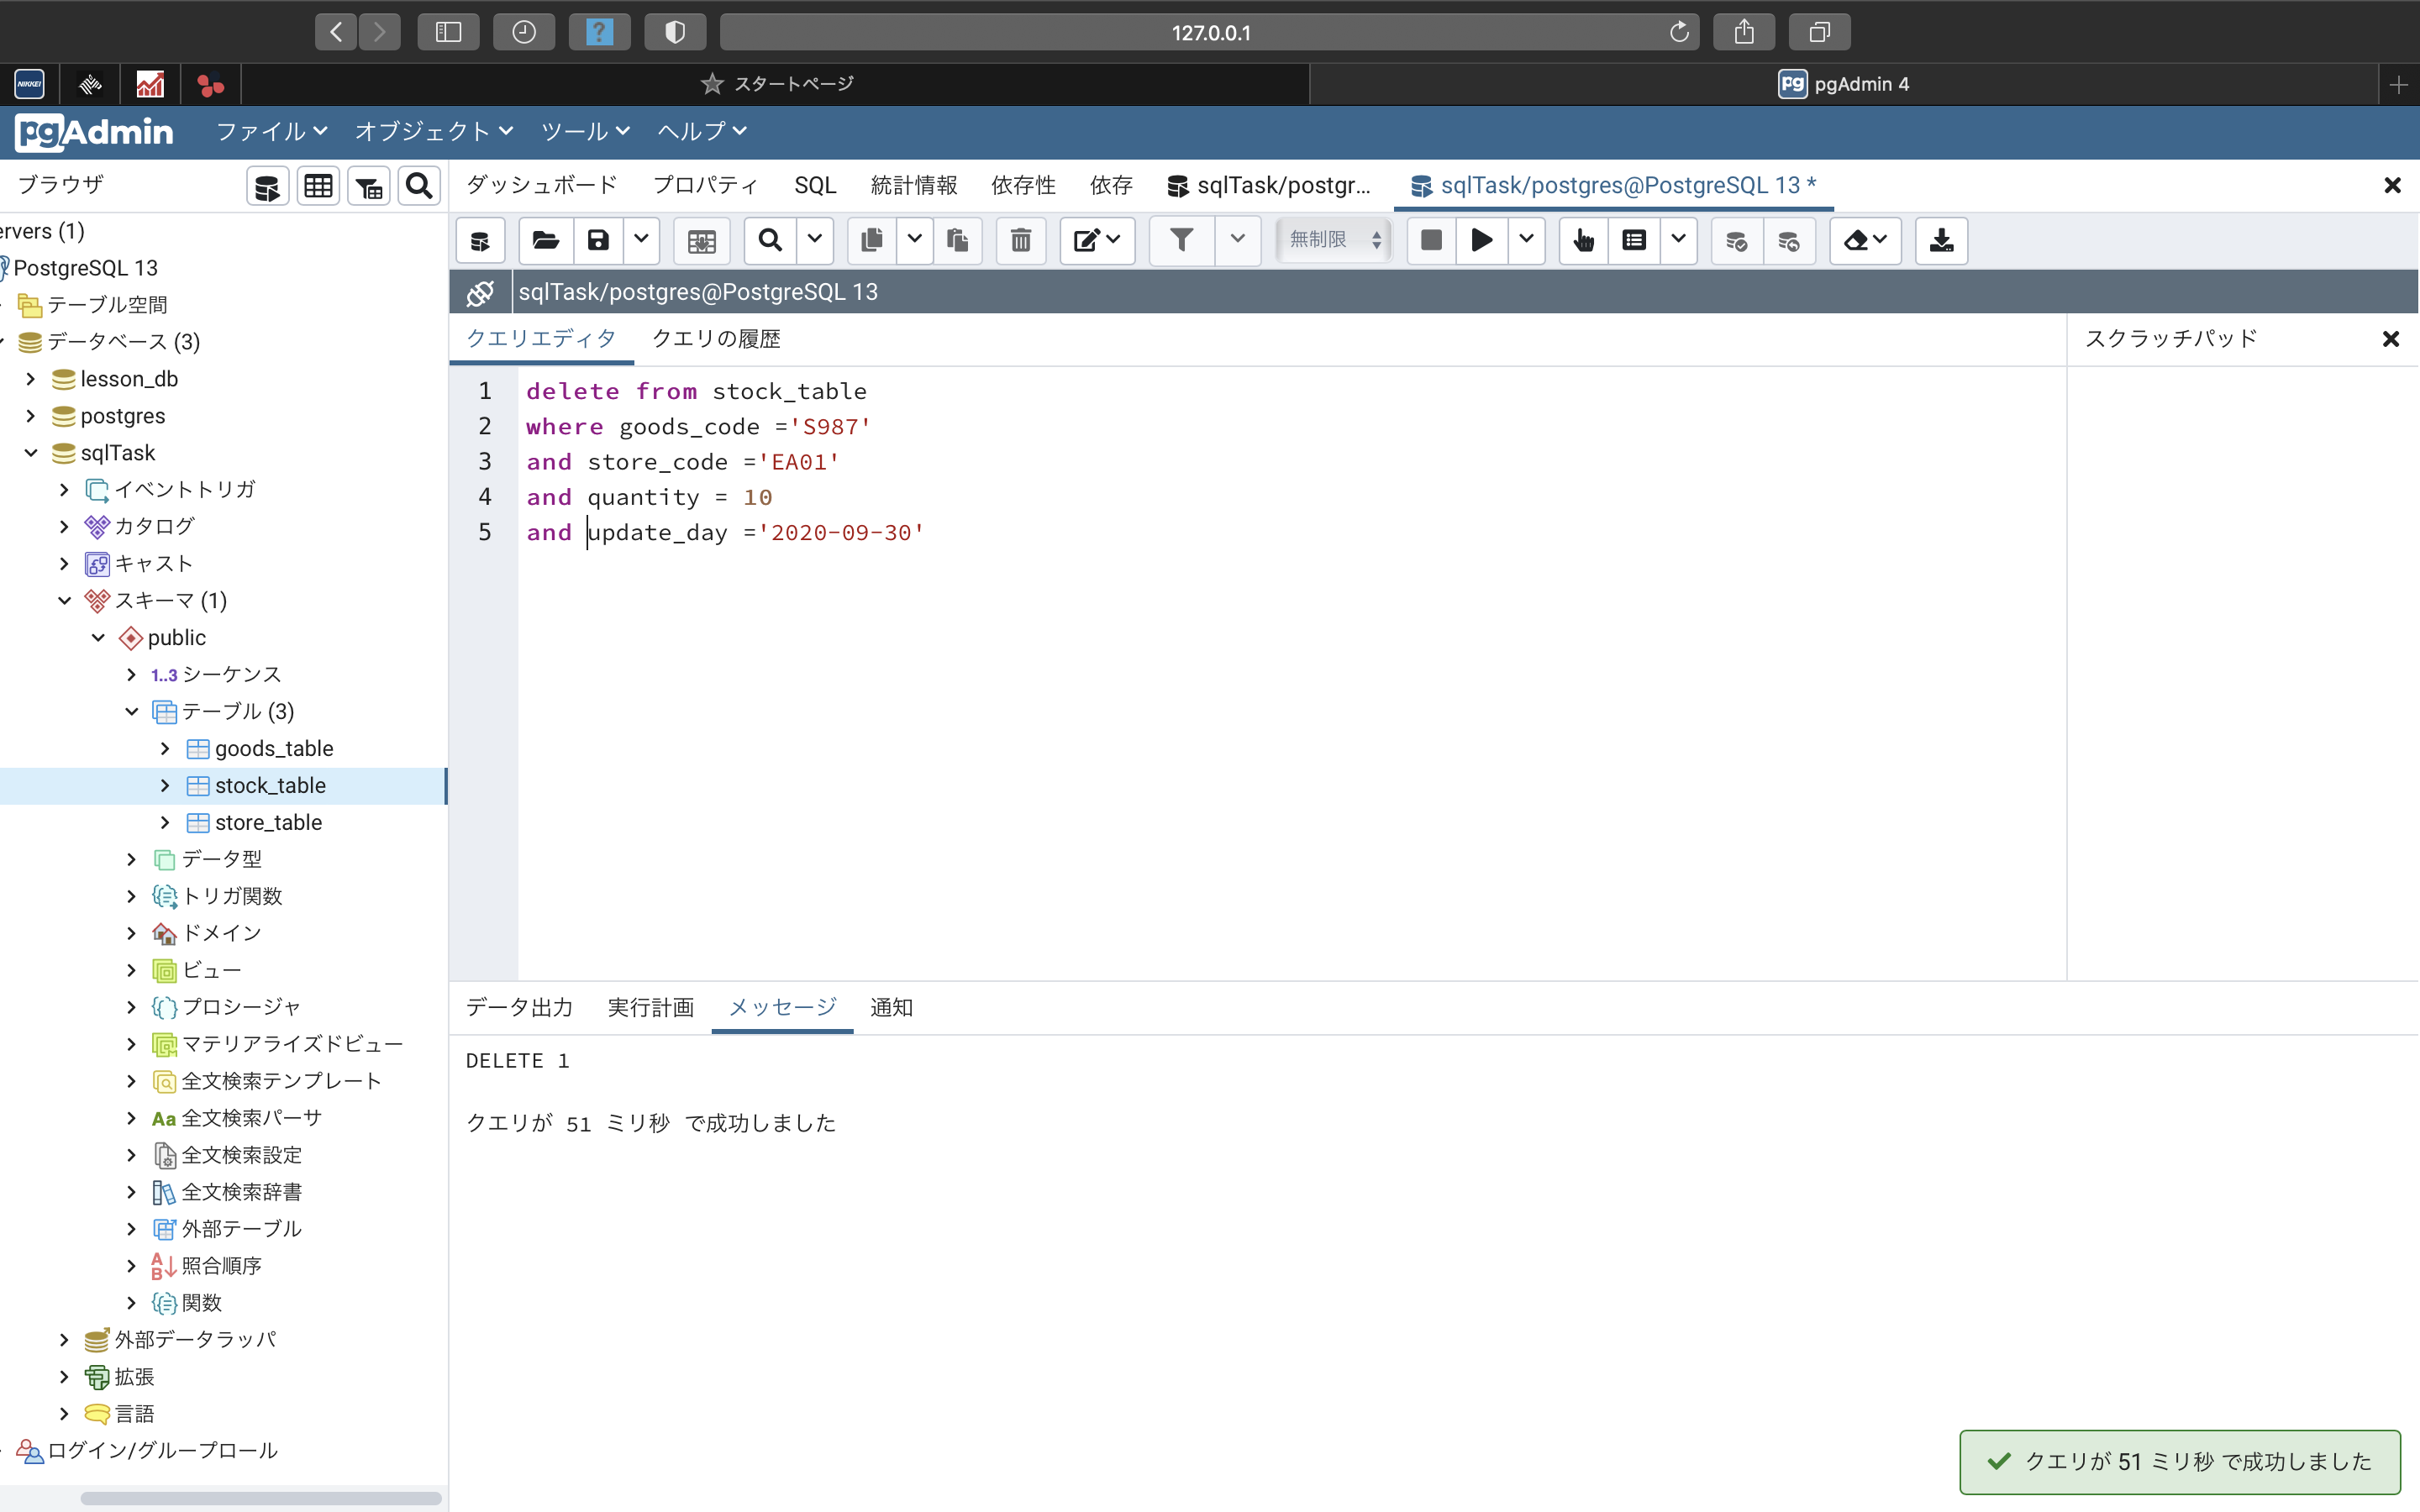 127.0.0.1
NIKKEI
スタートページ
pgAdmin 4
pgAdmin ファイル オブジェクト ツール ヘルプ
ブラウザ
ダッシュボード プロパティ SQL 統計情報 依存性 依存 sqlTask/postgr... sqlTask/postgres@PostgreSQL 13 *
無制限
sqlTask/postgres@PostgreSQL 13
クエリエディタ クエリの履歴
スクラッチパッド
ervers (1)
PostgreSQL 13
テーブル空間
データベース (3)
lesson_db
postgres
sqlTask
イベントトリガ
カタログ
キャスト
スキーマ (1)
public
1..3 シーケンス
テーブル (3)
goods_table
stock_table
store_table
データ型
トリガ関数
ドメイン
ビュー
プロシージャ
マテリアライズドビュー
全文検索テンプレート
Aa 全文検索パーサ
全文検索設定
全文検索辞書
外部テーブル
照合順序
関数
外部データラッパ
拡張
言語
ログイン/グループロール
1 delete from stock_table
2 where goods_code ='S987'
3 and store_code ='EA01'
4 and quantity = 10
5 and update_day ='2020-09-30'
データ出力 実行計画 メッセージ 通知
DELETE 1
クエリが 51 ミリ秒 で成功しました
クエリが 51 ミリ秒 で成功しました